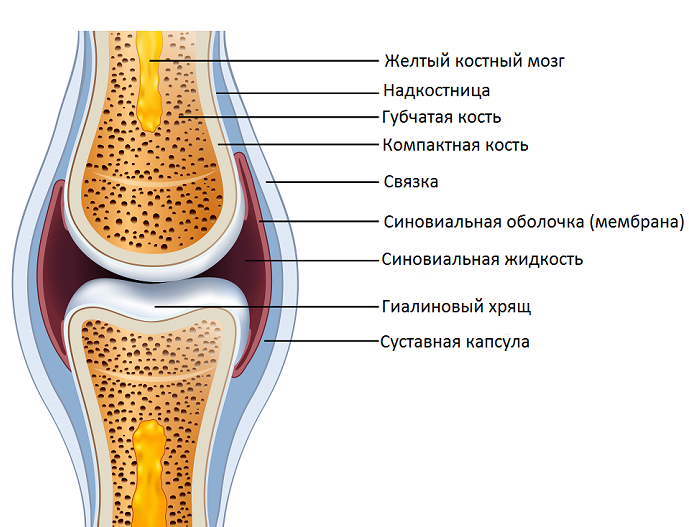 Желтый костный мозг
Надкостница
Губчатая кость
Компактная кость
Связка
Синовиальная оболочка (мембрана)
Синовиальная жидкость
Гиалиновый хрящ
Суставная капсула